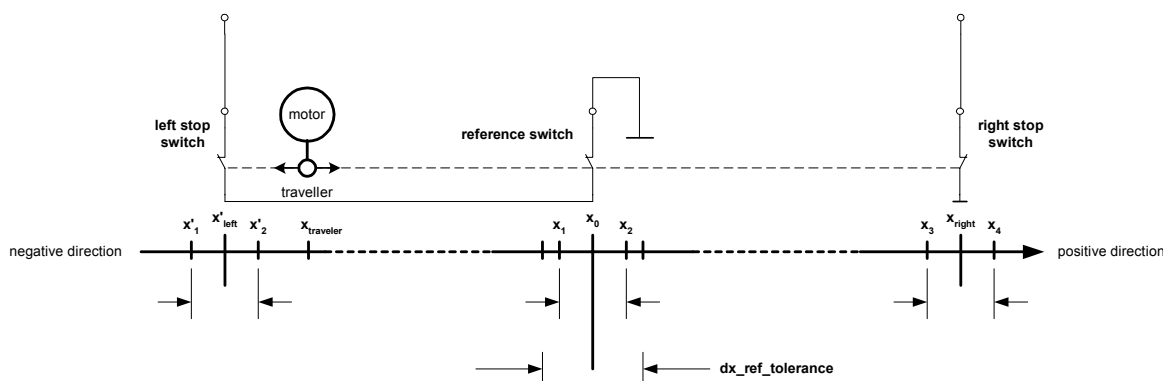 motor
left stop
switch
reference switch
right stop
switch
traveller
x'1
x'left
x'2
xtraveler
x1
x0
x2
x3
xright
x4
negative direction
positive direction
dx_ref_tolerance